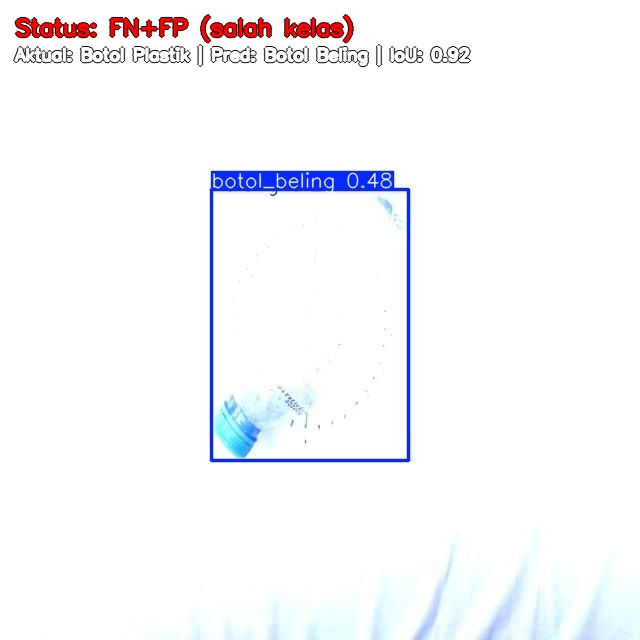 Status: FN+FP (salah kelas)
Aktual: Botol Plastik | Pred: Botol Beling | IoU: 0.92
botol_beling 0.48